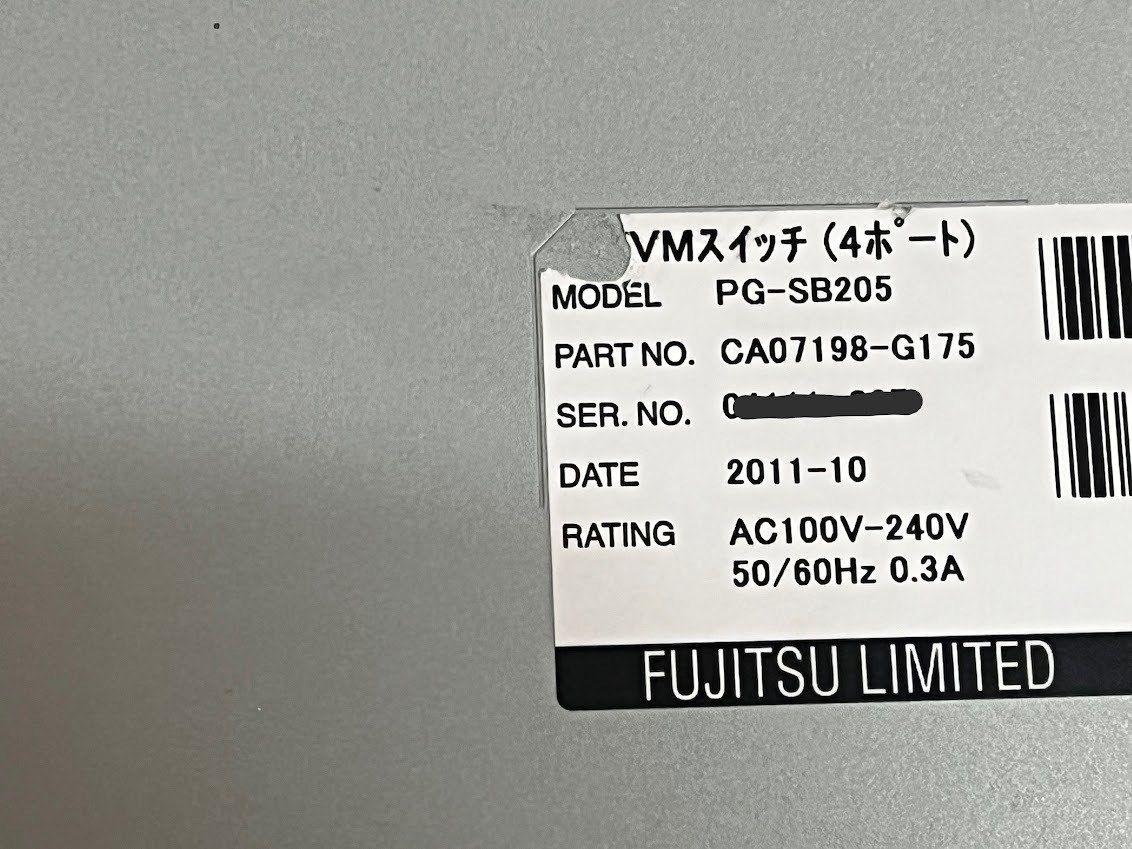 VMスイッチ (4ポート)
MODEL PG-SB205
PART NO. CA07198-G175
SER. NO.
DATE 2011-10
RATING AC100V-240V
50/60Hz 0.3A
FUJITSU LIMITED